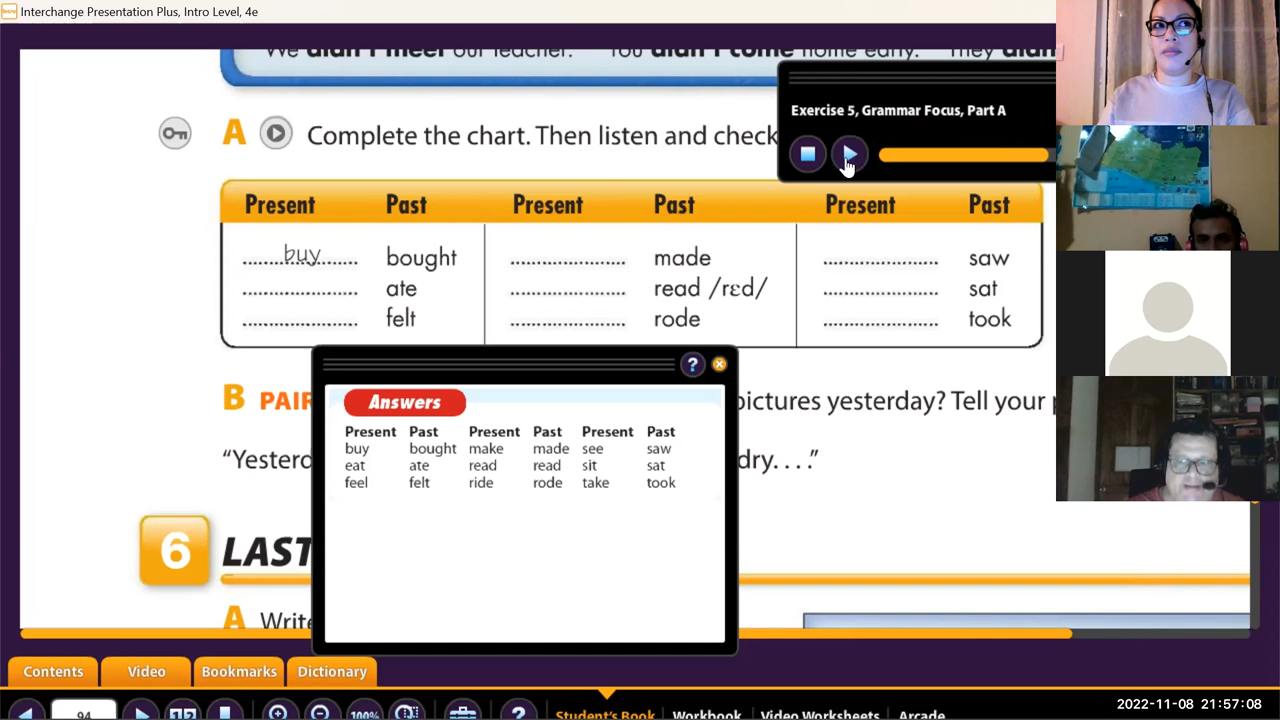 Interchange Presentation Plus, Intro Level, 4e
We didn't meet our teacher. You didn't come home early. They
Exercise 5, Grammar Focus, Part A
A Complete the chart. Then listen and check
Present Past Present Past Present Past
buy bought made saw
ate read /rɛd/ sat
felt rode took
B PAIR pictures yesterday? Tell your
"Yesterd dry. . . ."
Answers
Present Past Present Past Present Past
buy bought make made see saw
eat ate read read sit sat
feel felt ride rode take took
6 LAST
A Write
Contents Video Bookmarks Dictionary
94 100% ? Student's Book Workbook Video Worksheets Arcade
2022-11-08 21:57:08